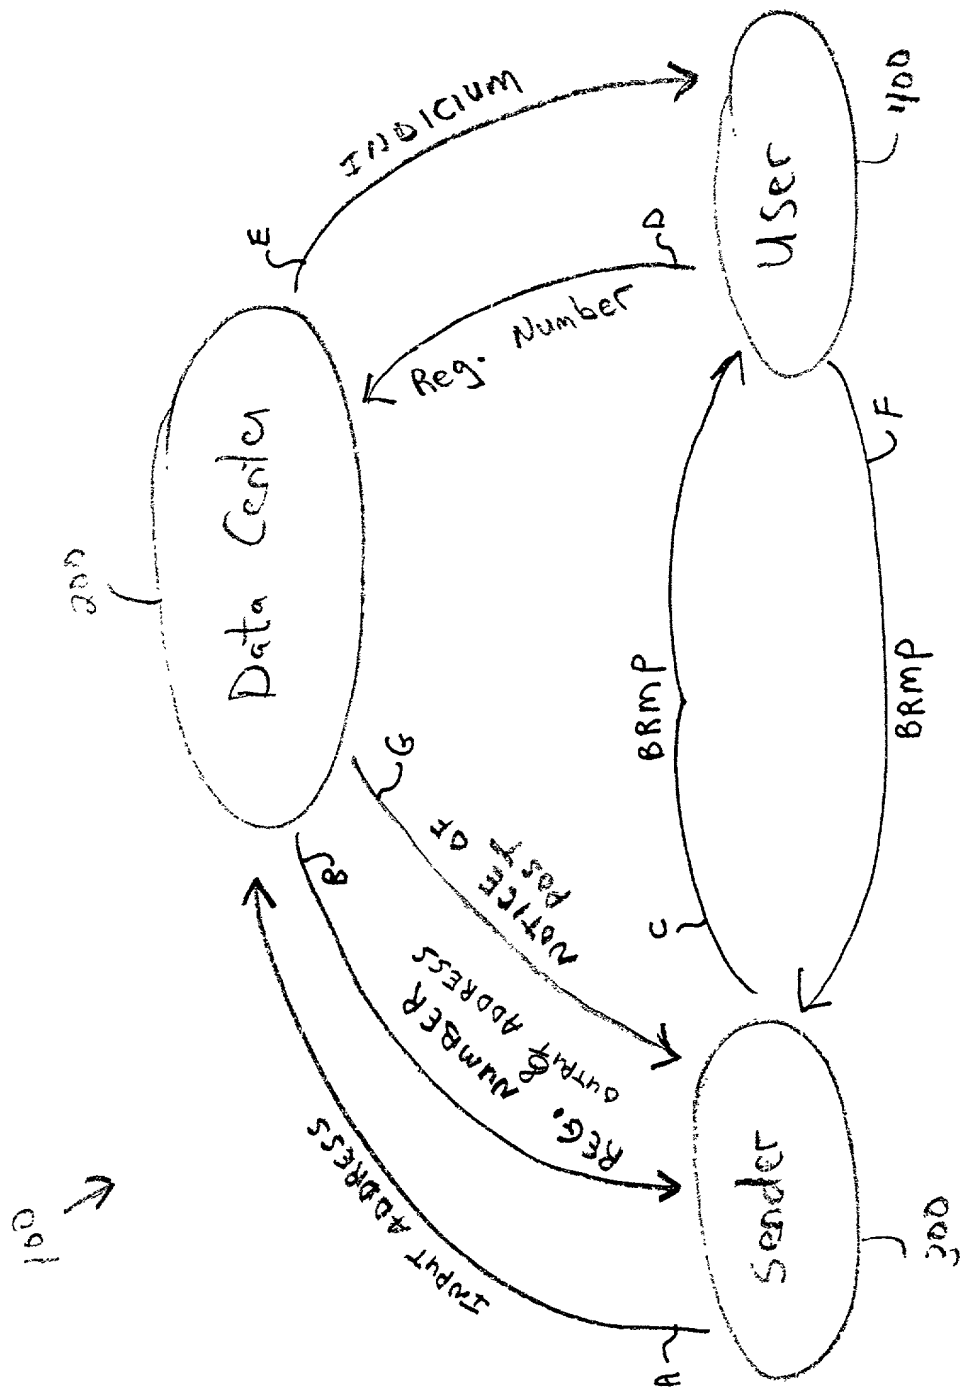 100
200
Data Center
A
INPUT ADDRESS
B
REG. NUMBER
&
OUTPUT ADDRESS
G
NOTICE OF
POST
E
INDICIUM
D
Reg. Number
C
BRMP
F
BRMP
Sender
300
User
400